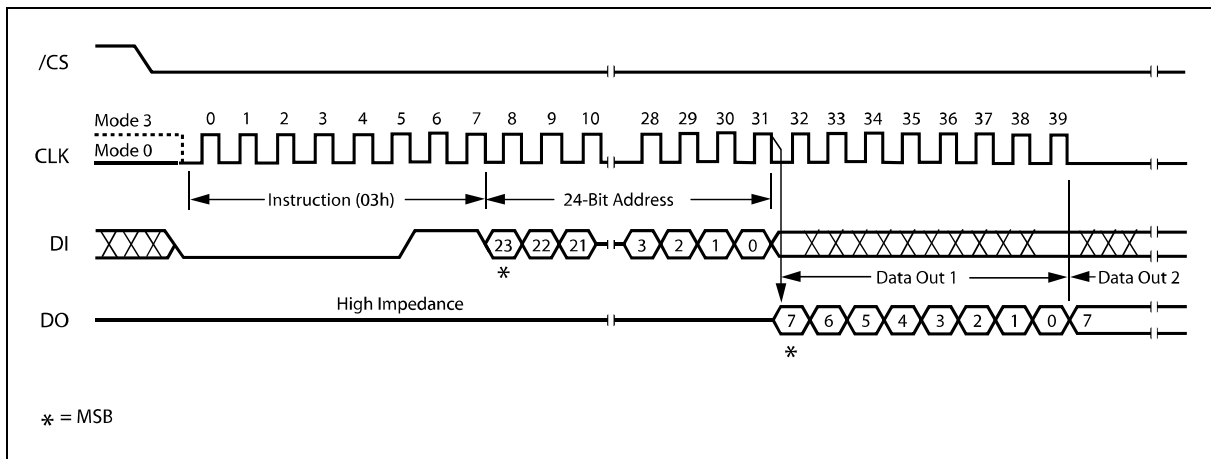 /CS
Mode 3
0 1 2 3 4 5 6 7 8 9 10 28 29 30 31 32 33 34 35 36 37 38 39
CLK
Mode 0
Instruction (03h) 24-Bit Address
DI
23 22 21 3 2 1 0
*
Data Out 1 Data Out 2
High Impedance
DO
7 6 5 4 3 2 1 0 7
*
* = MSB